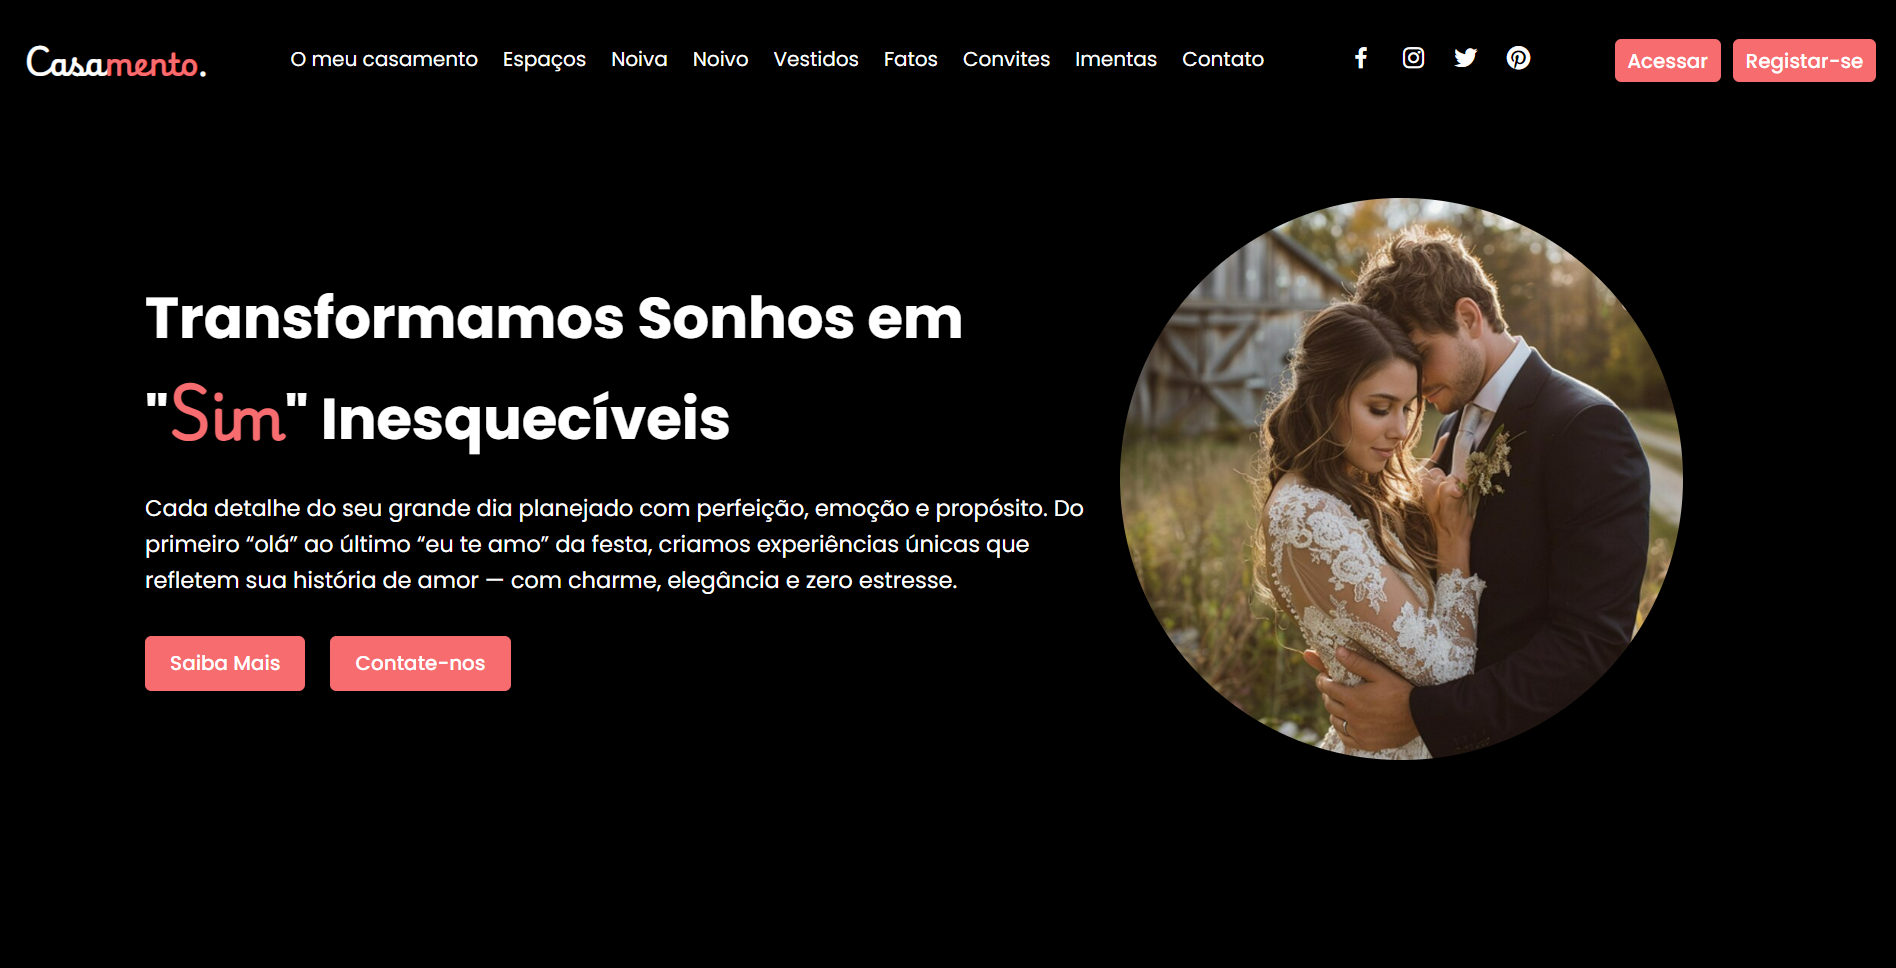 Casamento.
O meu casamento Espaços Noiva Noivo Vestidos Fatos Convites Imentas Contato
Acessar Registar-se
Transformamos Sonhos em
"Sim" Inesquecíveis
Cada detalhe do seu grande dia planejado com perfeição, emoção e propósito. Do
primeiro “olá” ao último “eu te amo” da festa, criamos experiências únicas que
refletem sua história de amor — com charme, elegância e zero estresse.
Saiba Mais Contate-nos